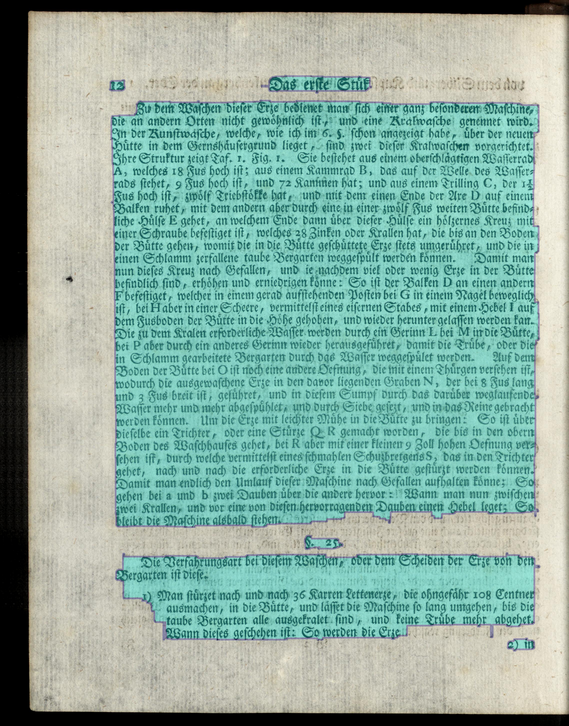 12 Das erste Stük
Zu dem Waschen dieser Erze bedienet man sich einer ganz besonderen Maschine,
die an andern Orten nicht gewöhnlich ist, und eine Kralwasche genennet wird.
In der Kunstwäsche, welche, wie ich im 6. §. schon angezeigt habe, über der neuen
Hütte in dem Gernshäusergrund lieget, sind zwei dieser Kralwaschen vorgerichtet.
Ihre Struktur zeigt Taf. 1. Fig. 1. Sie bestehet aus einem oberschlägtigen Wasserrad
A, welches 18 Fus hoch ist; aus einem Kammrad B, das auf der Welle des Wasser-
rads stehet, 9 Fus hoch ist, und 72 Kammen hat; und aus einem Trilling C, der 1¾
Fus hoch ist, zwölf Triebstökke hat, und mit dem einen Ende der Axe D auf einem
Balken ruhet, mit dem andern aber durch eine in einer zwölf Fus weiten Bütte befind-
liche Hülse E gehet, an welchem Ende dann über dieser Hülse ein hölzernes Kreuz mit
einer Schraube befestiget ist, welches 28 Zinken oder Krallen hat, die bis an den Boden
der Bütte gehen, womit die in die Bütte geschüttete Erze stets umgerühret, und die in
einen Schlamm zerfallene taube Bergarten weggespült werden können. Damit man
nun dieses Kreuz nach Gefallen, und je nachdem viel oder wenig Erze in der Bütte
befindlich sind, erhöhen und erniedrigen könne: So ist der Balken D an einen andern
F befestiget, welcher in einem gerad aufstehenden Posten bei G in einem Nagel beweglich
ist, bei H aber in einer Scheere, vermittelst eines eisernen Stabes, mit einem Hebel I auf
dem Fusboden der Bütte in die Höhe gehoben, und wieder herunter gelassen werden kan.
Die zu dem Kralen erforderliche Wasser werden durch ein Gerinn L bei M in die Bütte,
bei P aber durch ein anderes Gerinn wieder herausgeführet, damit die Trübe, oder die
in Schlamm gearbeitete Bergarten durch das Wasser weggespület werden. Auf dem
Boden der Bütte bei O ist noch eine andere Oefnung, die mit einem Thürgen versehen ist,
wodurch die ausgewaschene Erze in den davor liegenden Graben N, der bei 8 Fus lang
und 3 Fus breit ist, geführet, und in diesem Sumpf durch das darüber weglaufende
Wasser mehr und mehr abgespühlet, und durch Siebe gesezt, und in das Reine gebracht
werden können. Um die Erze mit leichter Mühe in die Bütte zu bringen: So ist über
dieselbe ein Trichter, oder eine Stürze Q R gemacht worden, die bis in den obern
Boden des Waschhauses gehet, bei R aber mit einer kleinen 9 Zoll hohen Oefnung ver-
sehen ist, durch welche vermittelst eines schmahlen Schuzbretgens S, das in den Trichter
gehet, nach und nach die erforderliche Erze in die Bütte gestürzt werden können.
Damit man endlich den Umlauf dieser Maschine nach Gefallen aufhalten könne: So
gehen bei a und b zwei Dauben über die andere hervor: Wann man nun zwischen
zwei Krallen, und vor eine von diesen hervorragenden Dauben einen Hebel leget: So
bleibt die Maschine alsbald stehen.
§. 25.
Die Verfahrungsart bei diesem Waschen, oder dem Scheiden der Erze von den
Bergarten ist diese.
1) Man stürzet nach und nach 36 Karren Lettenerze, die ohngefähr 108 Centner
ausmachen, in die Bütte, und lässet die Maschine so lang umgehen, bis die
taube Bergarten alle ausgekralet sind, und keine Trübe mehr abgehet.
Wann dieses geschehen ist: So werden die Erze
2) in